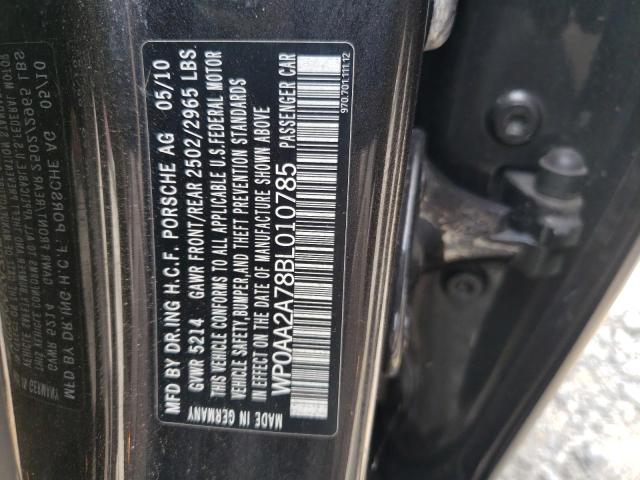 MFD BY DR.ING H.C.F. PORSCHE AG 05/10
GVWR 5214 GAWR FRONT/REAR 2502/2965 LBS.
THIS VEHICLE CONFORMS TO ALL APPLICABLE U.S.FEDERAL MOTOR
VEHICLE SAFETY,BUMPER,AND THEFT PREVENTION STANDARDS
IN EFFECT ON THE DATE OF MANUFACTURE SHOWN ABOVE
WP0AA2A78BL010785 PASSENGER CAR
MADE IN GERMANY
970.701.111.12